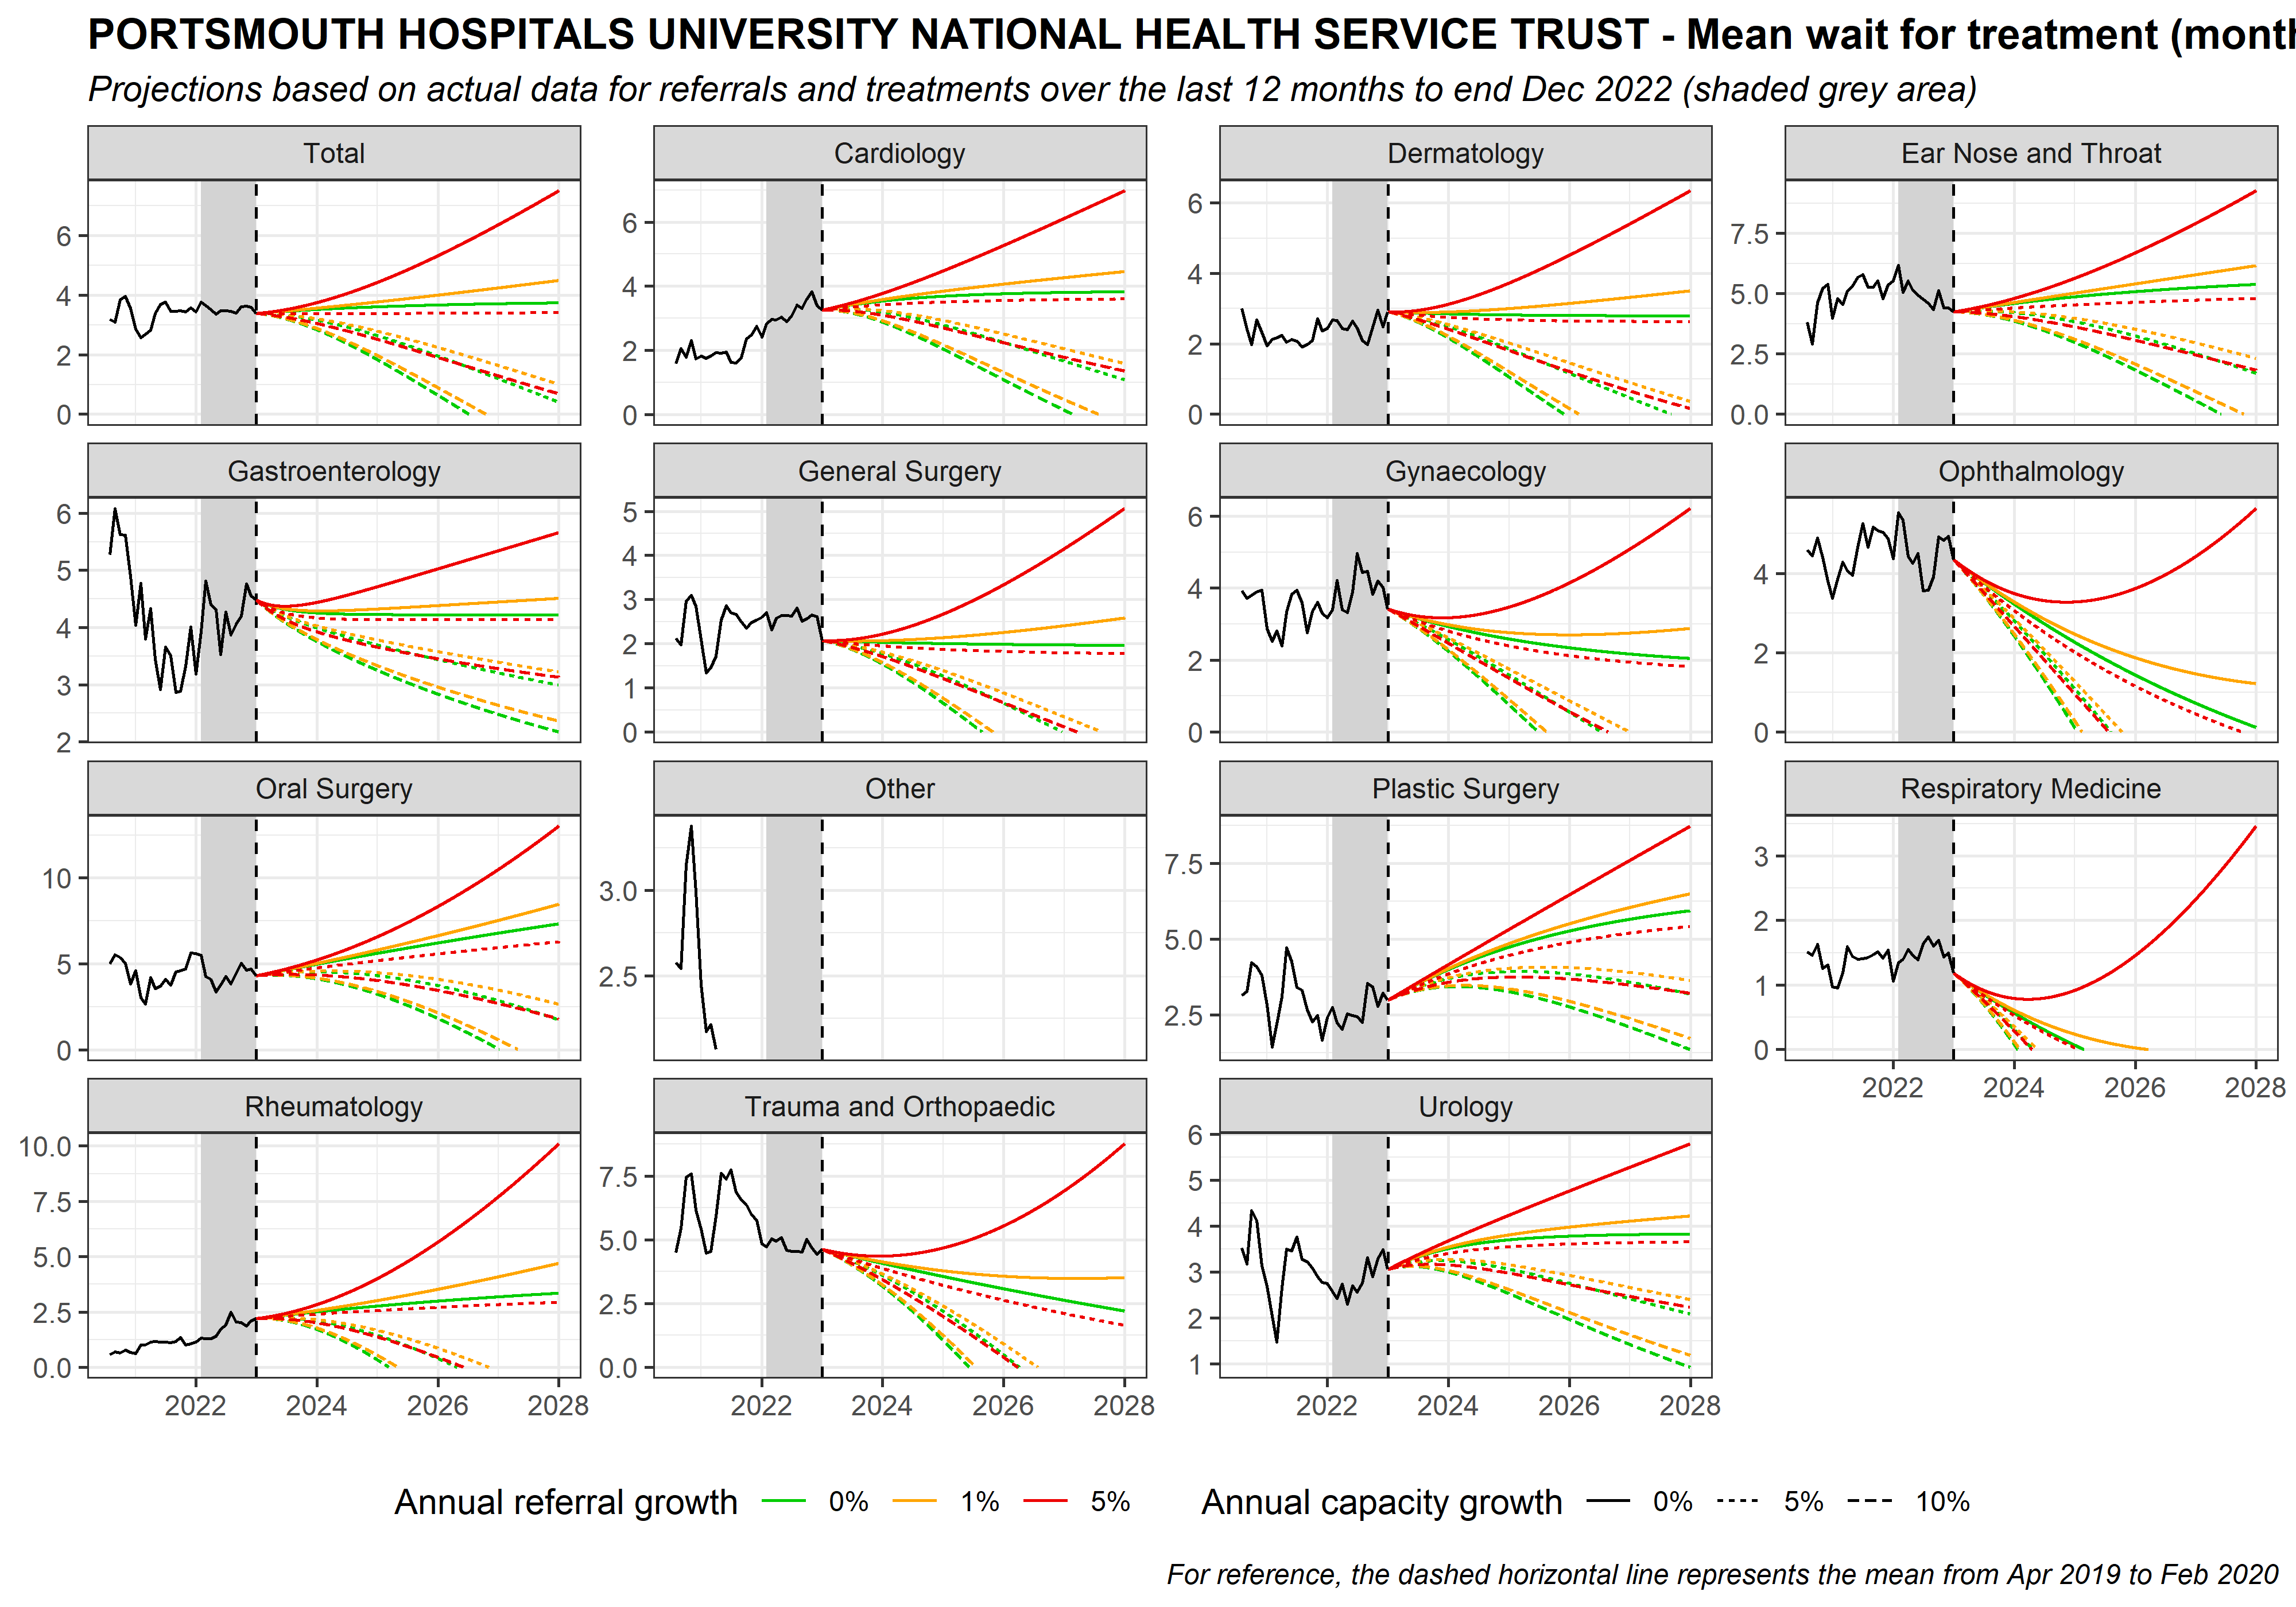 PORTSMOUTH HOSPITALS UNIVERSITY NATIONAL HEALTH SERVICE TRUST - Mean wait for treatment (month
Projections based on actual data for referrals and treatments over the last 12 months to end Dec 2022 (shaded grey area)
Total Cardiology Dermatology Ear Nose and Throat
6 4 2 0
6 4 2 0
6 4 2 0
7.5 5.0 2.5 0.0
Gastroenterology General Surgery Gynaecology Ophthalmology
6 5 4 3 2
5 4 3 2 1 0
6 4 2 0
4 2 0
Oral Surgery Other Plastic Surgery Respiratory Medicine
10 5 0
3.0 2.5
7.5 5.0 2.5
3 2 1 0
2022 2024 2026 2028
Rheumatology Trauma and Orthopaedic Urology
10.0 7.5 5.0 2.5 0.0
7.5 5.0 2.5 0.0
6 5 4 3 2 1
2022 2024 2026 2028 2022 2024 2026 2028 2022 2024 2026 2028
Annual referral growth 0% 1% 5% Annual capacity growth 0% 5% 10%
For reference, the dashed horizontal line represents the mean from Apr 2019 to Feb 2020